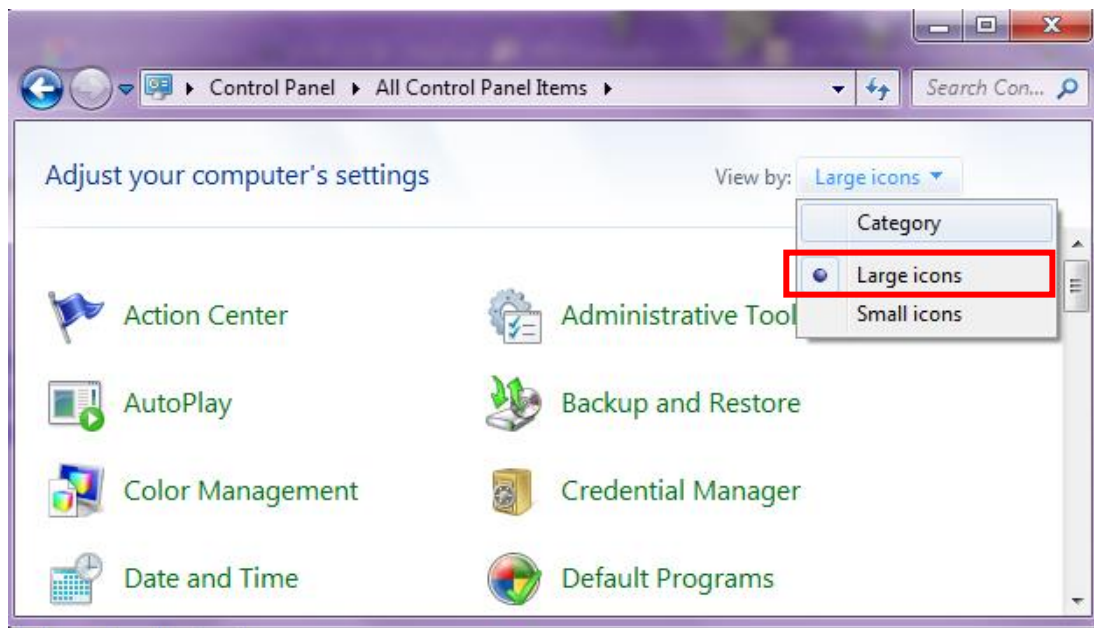 Control Panel All Control Panel Items Search Con...
Adjust your computer's settings View by: Large icons
Category
Large icons
Small icons
Action Center Administrative Tool
AutoPlay Backup and Restore
Color Management Credential Manager
Date and Time Default Programs